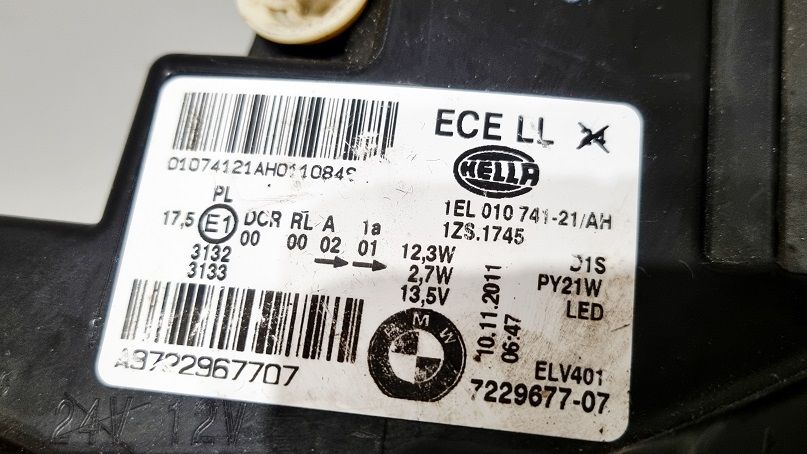 ECE LL
01074121AH0110849
HELLA
1EL 010 741-21/AH
1ZS.1745
PL
17,5 E1 DCR RL A 1a
00 00 02 01
3132
3133
12,3W D1S
2,7W PY21W
13,5V LED
10.11.2011
06:47
BMW
ELV401
A3722967707
7229677-07
24V 12V